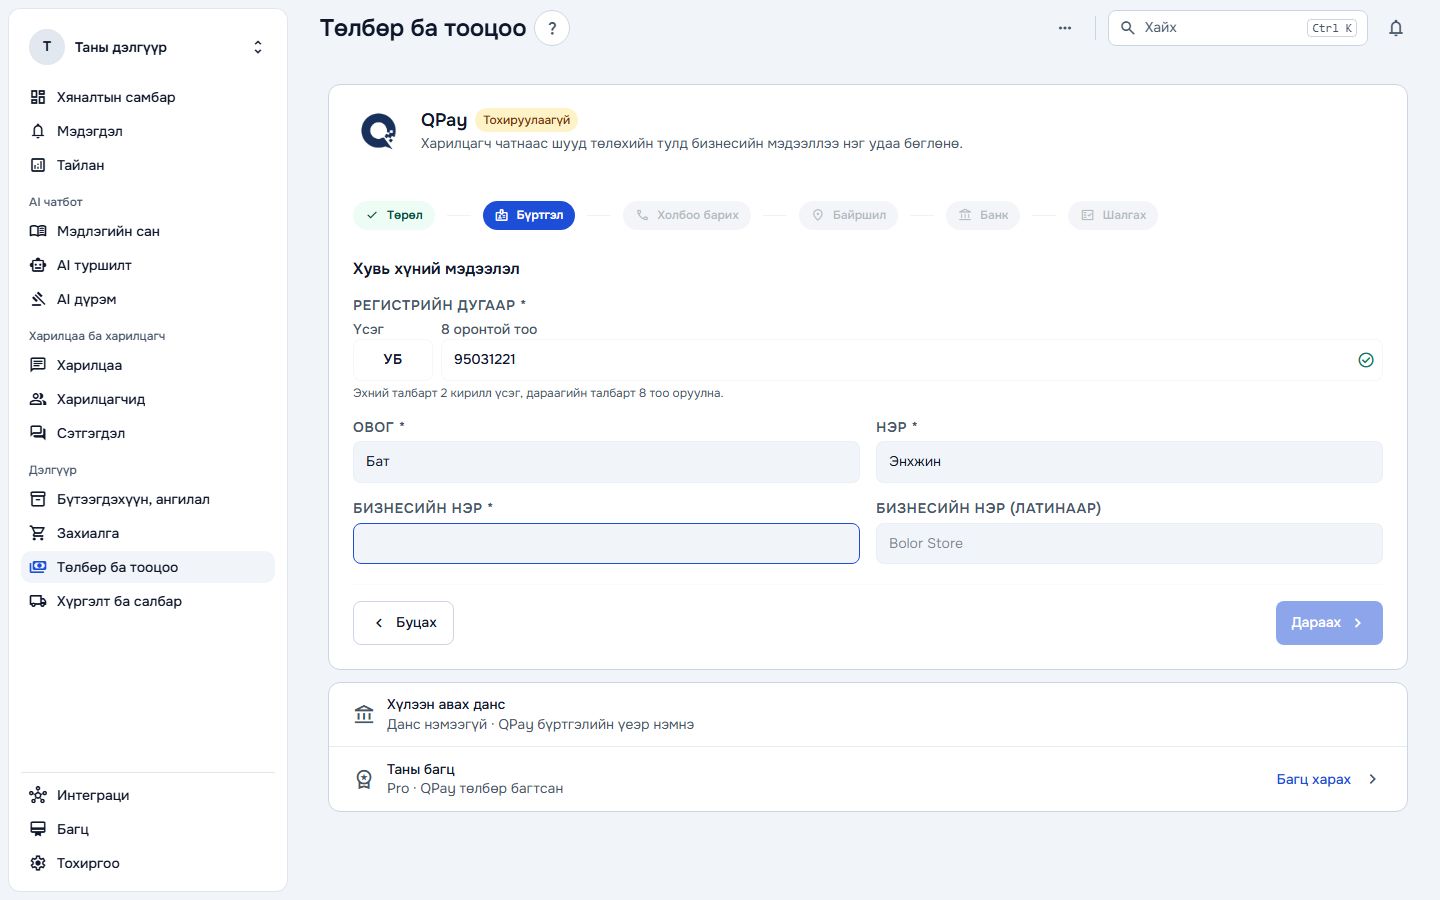 Т Таны дэлгүүр
Хяналтын самбар
Мэдэгдэл
Тайлан
AI чатбот
Мэдлэгийн сан
AI туршилт
AI дүрэм
Харилцаа ба харилцагч
Харилцаа
Харилцагчид
Сэтгэгдэл
Дэлгүүр
Бүтээгдэхүүн, ангилал
Захиалга
Төлбөр ба тооцоо
Хүргэлт ба салбар
Интеграци
Багц
Тохиргоо
Төлбөр ба тооцоо ?
Хайх Ctrl K
QPay Тохируулаагүй
Харилцагч чатнаас шууд төлөхийн тулд бизнесийн мэдээллээ нэг удаа бөглөнө.
Төрөл Бүртгэл Холбоо барих Байршил Банк Шалгах
Хувь хүний мэдээлэл
РЕГИСТРИЙН ДУГААР *
Үсэг 8 оронтой тоо
УБ 95031221
Эхний талбарт 2 кирилл үсэг, дараагийн талбарт 8 тоо оруулна.
ОВОГ * НЭР *
Бат Энхжин
БИЗНЕСИЙН НЭР * БИЗНЕСИЙН НЭР (ЛАТИНААР)
Bolor Store
Буцах Дараах
Хүлээн авах данс
Данс нэмээгүй · QPay бүртгэлийн үеэр нэмнэ
Таны багц
Pro · QPay төлбөр багтсан
Багц харах